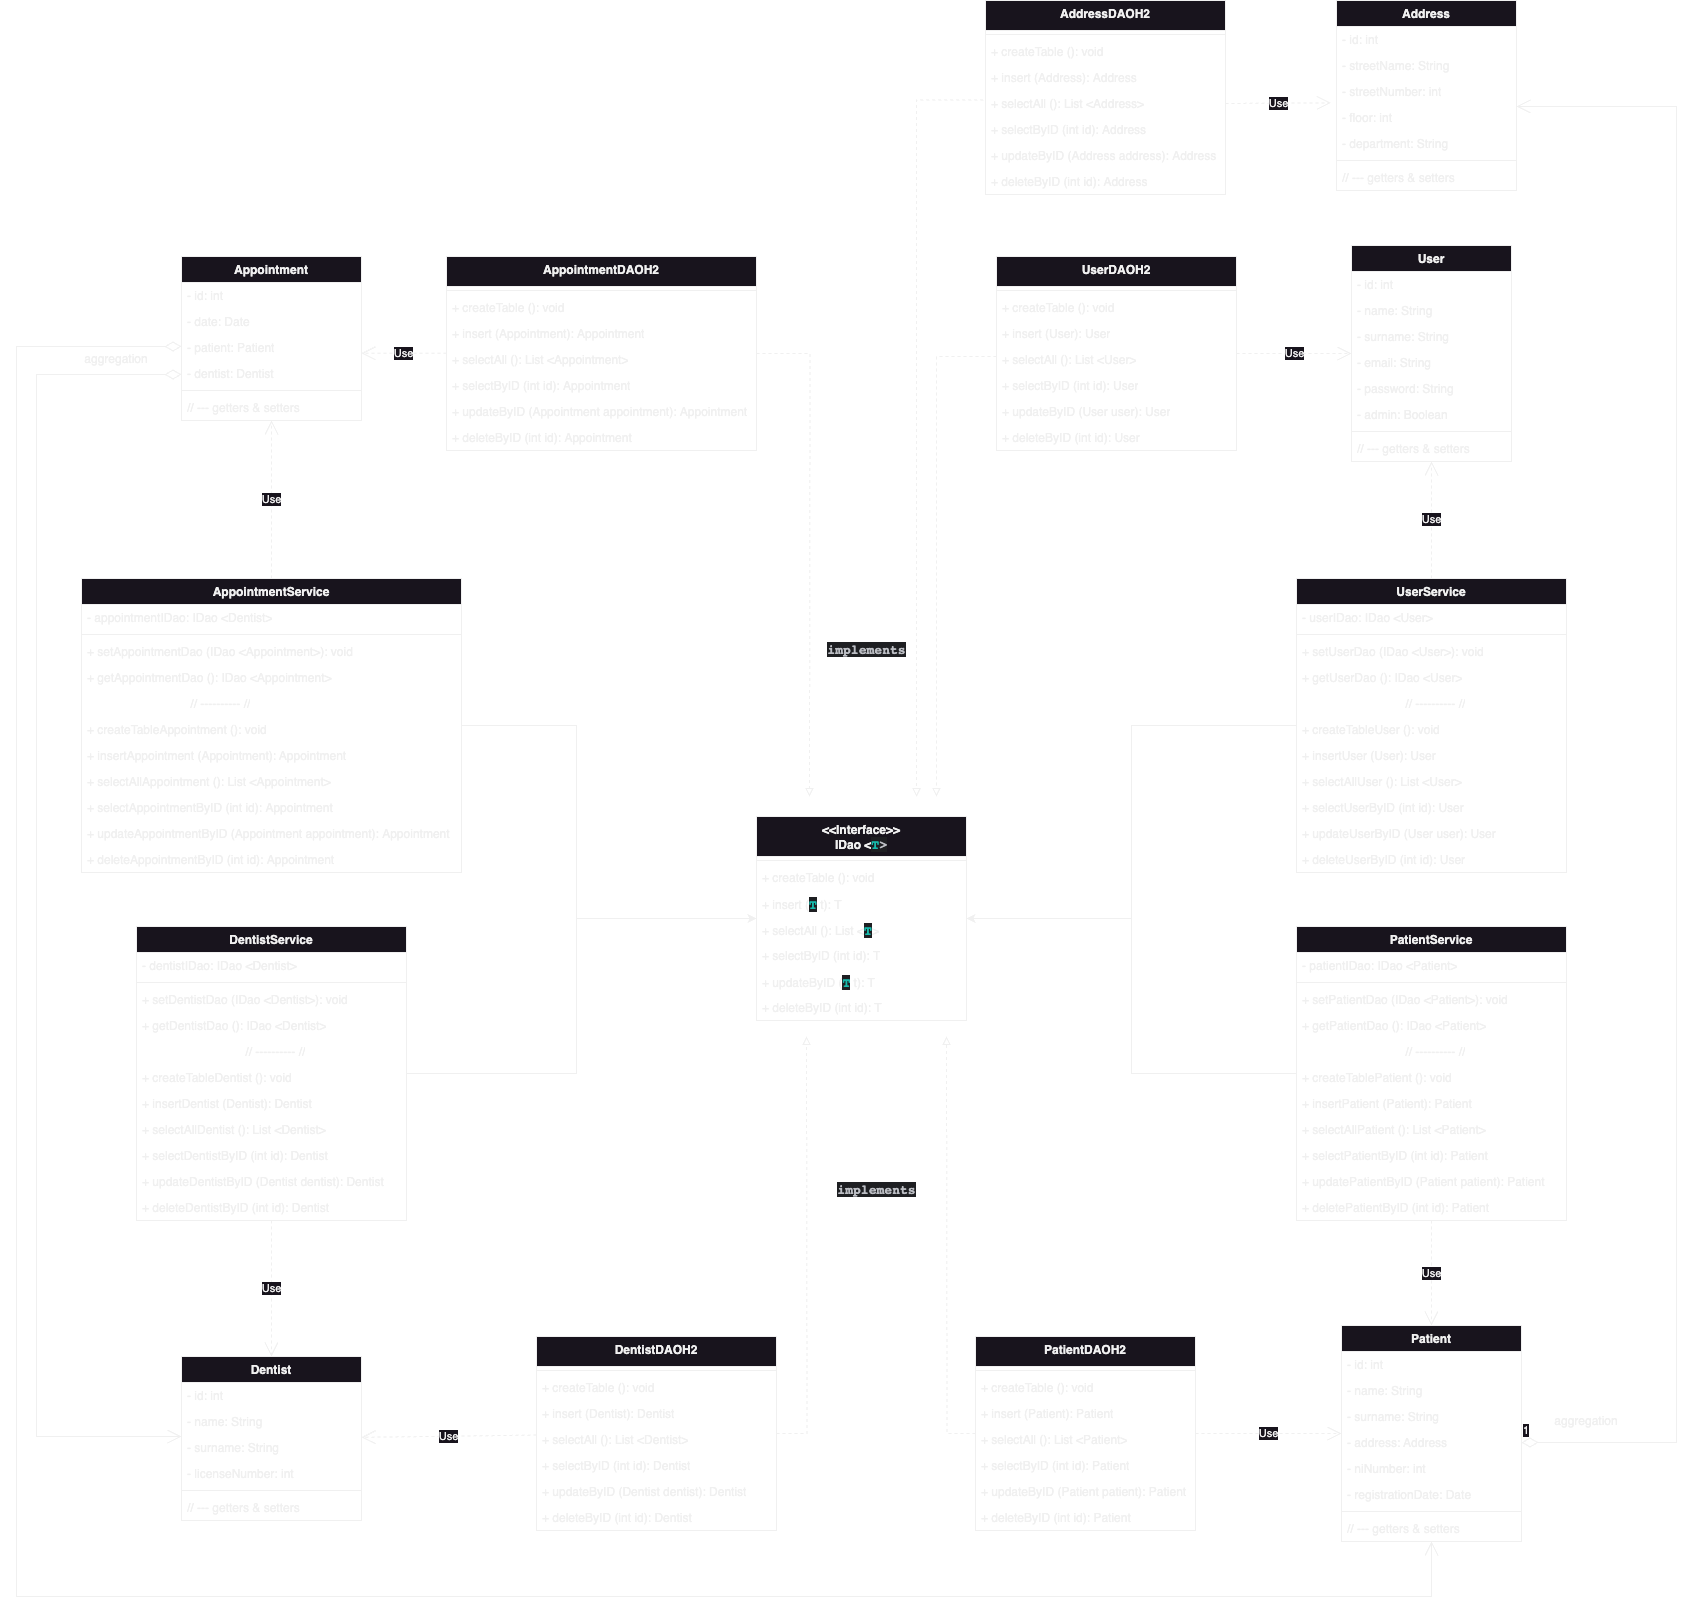 AddressDAOH2
+ createTable (): void
+ insert (Address): Address
+ selectAll (): List <Address>
+ selectByID (int id): Address
+ updateByID (Address address): Address
+ deleteByID (int id): Address
Use
Address
- id: int
- streetName: String
- streetNumber: int
- floor: int
- department: String
// --- getters & setters
Appointment
- id: int
- date: Date
- patient: Patient
- dentist: Dentist
// --- getters & setters
aggregation
Use
AppointmentDAOH2
+ createTable (): void
+ insert (Appointment): Appointment
+ selectAll (): List <Appointment>
+ selectByID (int id): Appointment
+ updateByID (Appointment appointment): Appointment
+ deleteByID (int id): Appointment
UserDAOH2
+ createTable (): void
+ insert (User): User
+ selectAll (): List <User>
+ selectByID (int id): User
+ updateByID (User user): User
+ deleteByID (int id): User
Use
User
- id: int
- name: String
- surname: String
- email: String
- password: String
- admin: Boolean
// --- getters & setters
Use
Use
AppointmentService
- appointmentIDao: IDao <Dentist>
+ setAppointmentDao (IDao <Appointment>): void
+ getAppointmentDao (): IDao <Appointment>
// ---------- //
+ createTableAppointment (): void
+ insertAppointment (Appointment): Appointment
+ selectAllAppointment (): List <Appointment>
+ selectAppointmentByID (int id): Appointment
+ updateAppointmentByID (Appointment appointment): Appointment
+ deleteAppointmentByID (int id): Appointment
implements
UserService
- userIDao: IDao <User>
+ setUserDao (IDao <User>): void
+ getUserDao (): IDao <User>
// ---------- //
+ createTableUser (): void
+ insertUser (User): User
+ selectAllUser (): List <User>
+ selectUserByID (int id): User
+ updateUserByID (User user): User
+ deleteUserByID (int id): User
<<Interface>>
IDao <T>
+ createTable (): void
+ insert (T): T
+ selectAll (): List <T>
+ selectByID (int id): T
+ updateByID (T t): T
+ deleteByID (int id): T
DentistService
- dentistIDao: IDao <Dentist>
+ setDentistDao (IDao <Dentist>): void
+ getDentistDao (): IDao <Dentist>
// ---------- //
+ createTableDentist (): void
+ insertDentist (Dentist): Dentist
+ selectAllDentist (): List <Dentist>
+ selectDentistByID (int id): Dentist
+ updateDentistByID (Dentist dentist): Dentist
+ deleteDentistByID (int id): Dentist
PatientService
- patientIDao: IDao <Patient>
+ setPatientDao (IDao <Patient>): void
+ getPatientDao (): IDao <Patient>
// ---------- //
+ createTablePatient (): void
+ insertPatient (Patient): Patient
+ selectAllPatient (): List <Patient>
+ selectPatientByID (int id): Patient
+ updatePatientByID (Patient patient): Patient
+ deletePatientByID (int id): Patient
implements
Use
Use
Dentist
- id: int
- name: String
- surname: String
- licenseNumber: int
// --- getters & setters
Use
DentistDAOH2
+ createTable (): void
+ insert (Dentist): Dentist
+ selectAll (): List <Dentist>
+ selectByID (int id): Dentist
+ updateByID (Dentist dentist): Dentist
+ deleteByID (int id): Dentist
PatientDAOH2
+ createTable (): void
+ insert (Patient): Patient
+ selectAll (): List <Patient>
+ selectByID (int id): Patient
+ updateByID (Patient patient): Patient
+ deleteByID (int id): Patient
Use
Patient
- id: int
- name: String
- surname: String
- address: Address
- niNumber: int
- registrationDate: Date
// --- getters & setters
1
aggregation